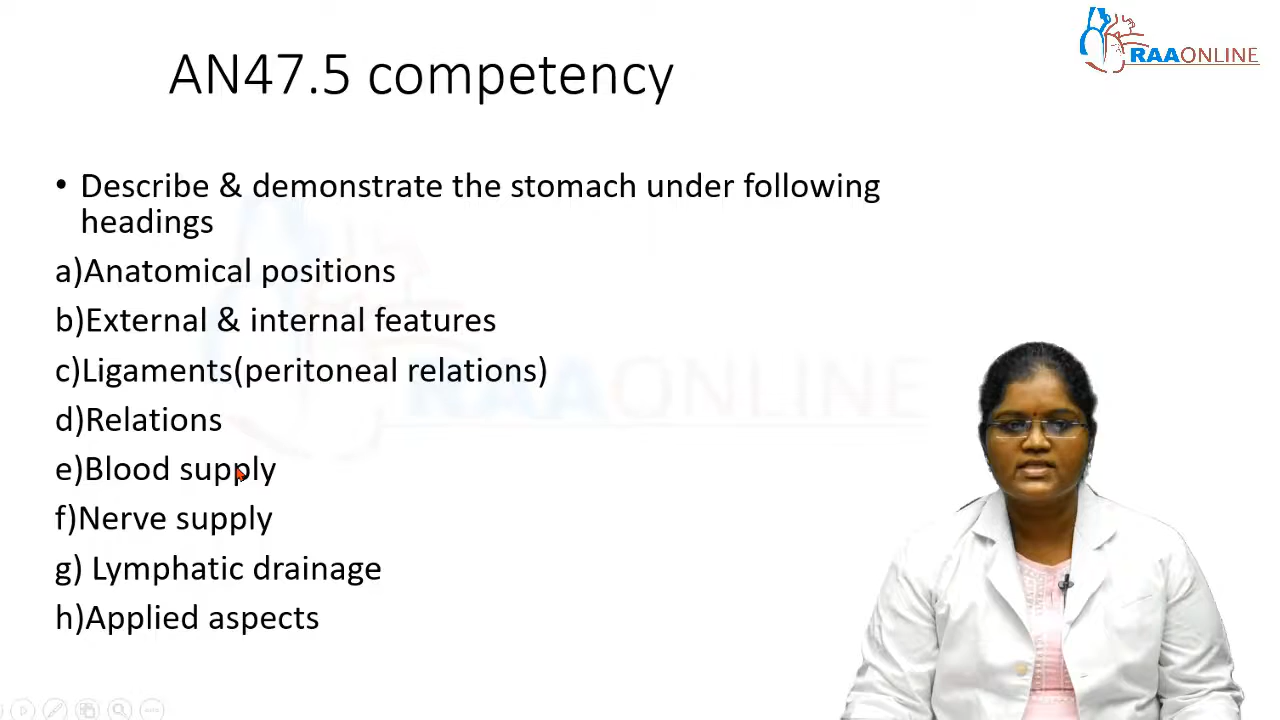 AN47.5 competency
RAAONLINE
• Describe & demonstrate the stomach under following
headings
a)Anatomical positions
b)External & internal features
c)Ligaments(peritoneal relations)
d)Relations
e)Blood supply
f)Nerve supply
g) Lymphatic drainage
h)Applied aspects
RAAONLINE